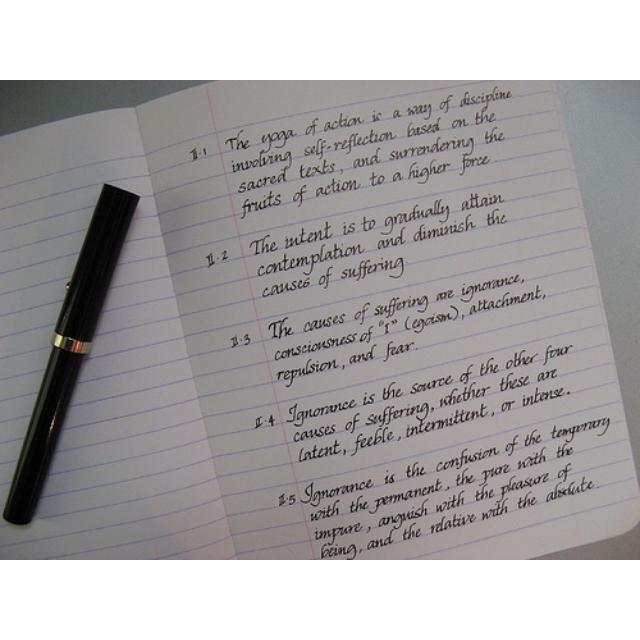 II.1 The yoga of action is a way of discipline
involving self-reflection based on the
sacred texts, and surrendering the
fruits of action to a higher force.
II.2 The intent is to gradually attain
contemplation and diminish the
causes of suffering.
II.3 The causes of suffering are ignorance,
consciousness of "I" (egoism), attachment,
repulsion, and fear.
II.4 Ignorance is the source of the other four
causes of suffering, whether these are
latent, feeble, intermittent, or intense.
II.5 Ignorance is the confusion of the temporary
with the permanent, the pure with the
impure, anguish with the pleasure of
being, and the relative with the absolute.